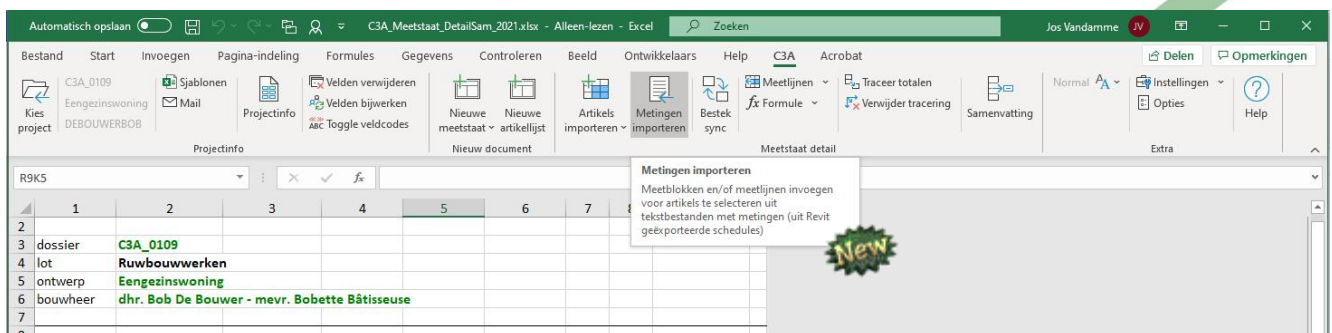 Automatisch opslaan C3A_Meetstaat_DetailSam_2021.xlsx - Alleen-lezen - Excel Zoeken Jos Vandamme JV
Bestand Start Invoegen Pagina-indeling Formules Gegevens Controleren Beeld Ontwikkelaars Help C3A Acrobat Delen Opmerkingen
C3A_0109 Sjablonen Velden verwijderen Meetlijnen Traceer totalen Normal Instellingen
Eengezinswoning Mail Velden bijwerken fx Formule Verwijder tracering Opties
DEBOUWERBOB ABC Toggle veldcodes
Kies project Projectinfo Nieuwe meetstaat Nieuwe artikellijst Artikels importeren Metingen importeren Bestek sync Samenvatting Help
Projectinfo Nieuw document Meetstaat detail Extra
R9K5 fx
Metingen importeren
Meetblokken en/of meetlijnen invoegen
voor artikels te selecteren uit
tekstbestanden met metingen (uit Revit
geëxporteerde schedules)
New
1 2 3 4 5 6 7
2
3 dossier C3A_0109
4 lot Ruwbouwwerken
5 ontwerp Eengezinswoning
6 bouwheer dhr. Bob De Bouwer - mevr. Bobette Bâtisseuse
7